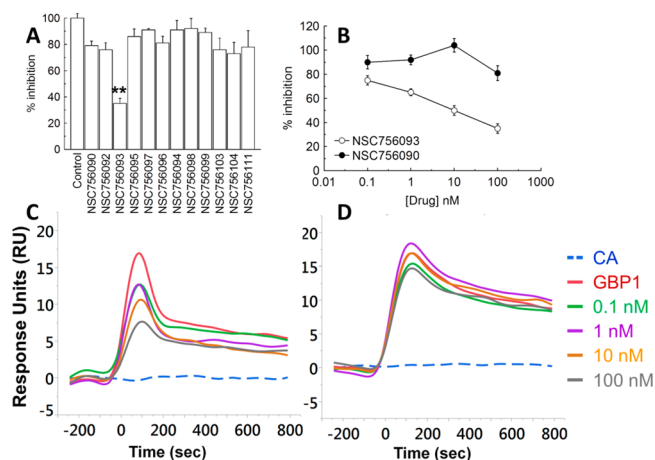 A
% inhibition
100
80
60
40
20
0
**
Control
NSC756090
NSC756092
NSC756093
NSC756095
NSC756097
NSC756096
NSC756094
NSC756098
NSC756099
NSC756103
NSC756104
NSC756111
B
% inhibition
120
100
80
60
40
20
0
NSC756093
NSC756090
0.01
0.1
1
10
100
1000
[Drug] nM
C
Response Units (RU)
20
15
10
5
0
5
-200
0
200
400
600
800
Time (sec)
D
20
15
10
5
0
-5
-200
0
200
400
600
800
Time (sec)
CA
GBP1
0.1 nM
1 nM
10 nM
100 nM